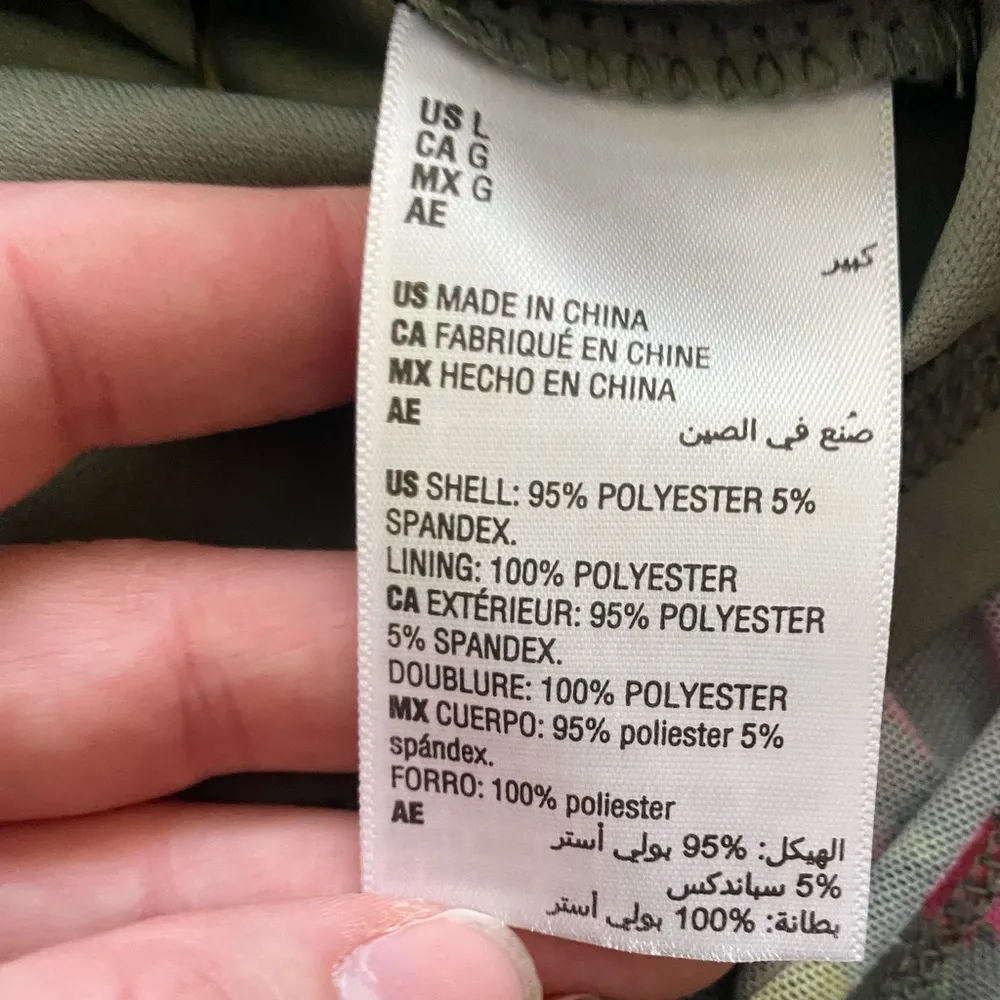 US L
CA G
MX G
AE
كبير
US MADE IN CHINA
CA FABRIQUÉ EN CHINE
MX HECHO EN CHINA
AE
صُنع في الصين
US SHELL: 95% POLYESTER 5%
SPANDEX.
LINING: 100% POLYESTER
CA EXTÉRIEUR: 95% POLYESTER
5% SPANDEX.
DOUBLURE: 100% POLYESTER
MX CUERPO: 95% poliester 5%
spándex.
FORRO: 100% poliester
AE
الهيكل: %95 بولي أستر
%5 سباندكس
بطانة: %100 بولي أستر